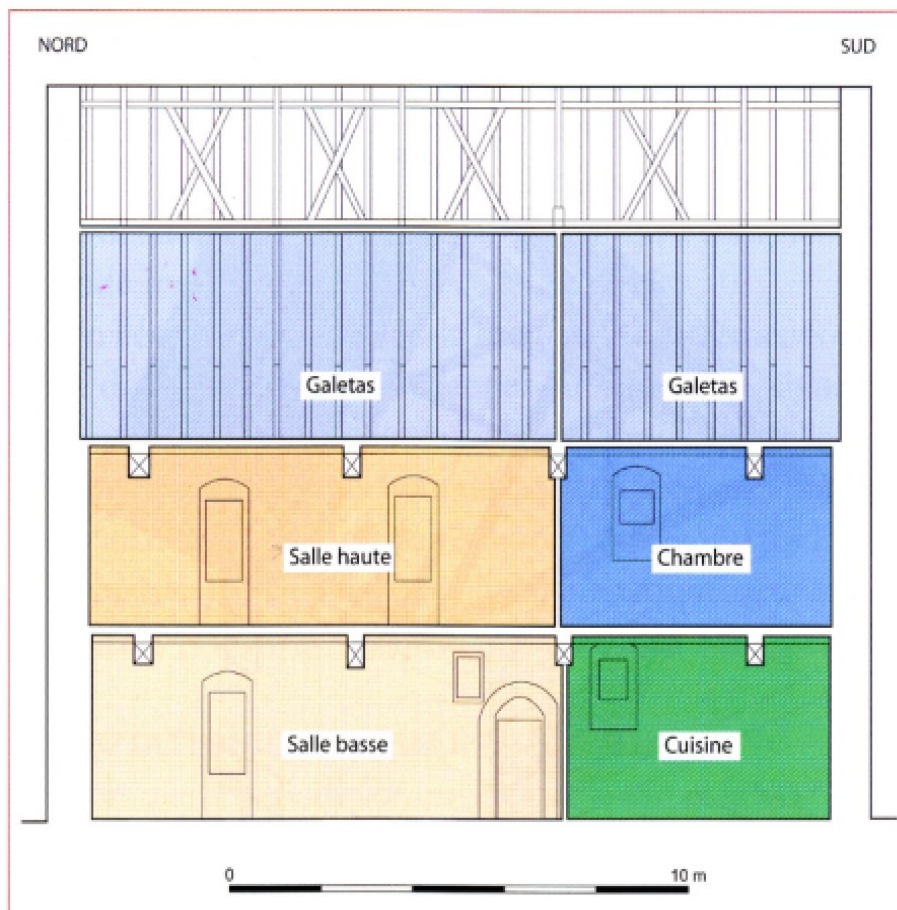 NORD
SUD
Galetas
Galetas
Salle haute
Chambre
Salle basse
Cuisine
0
10 m